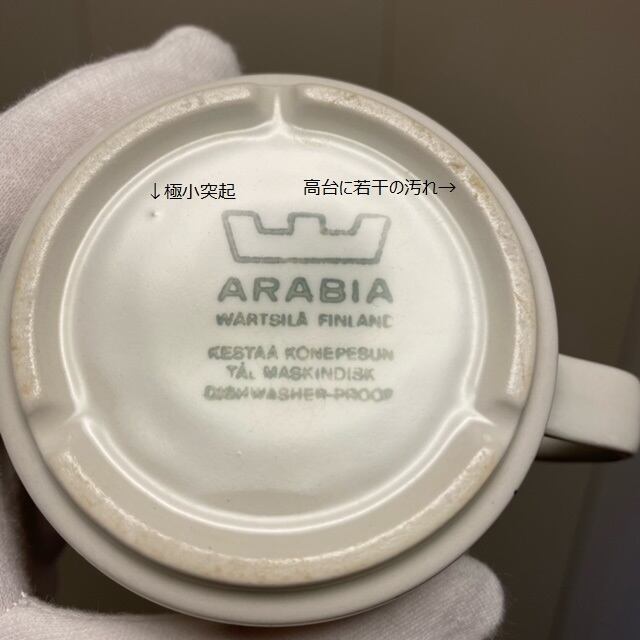 ↓極小突起
高台に若干の汚れ→
ARABIA
WÄRTSILÄ FINLAND
KESTÄÄ KONEPESUN
TÅL MASKINDISK
DISHWASHER-PROOF